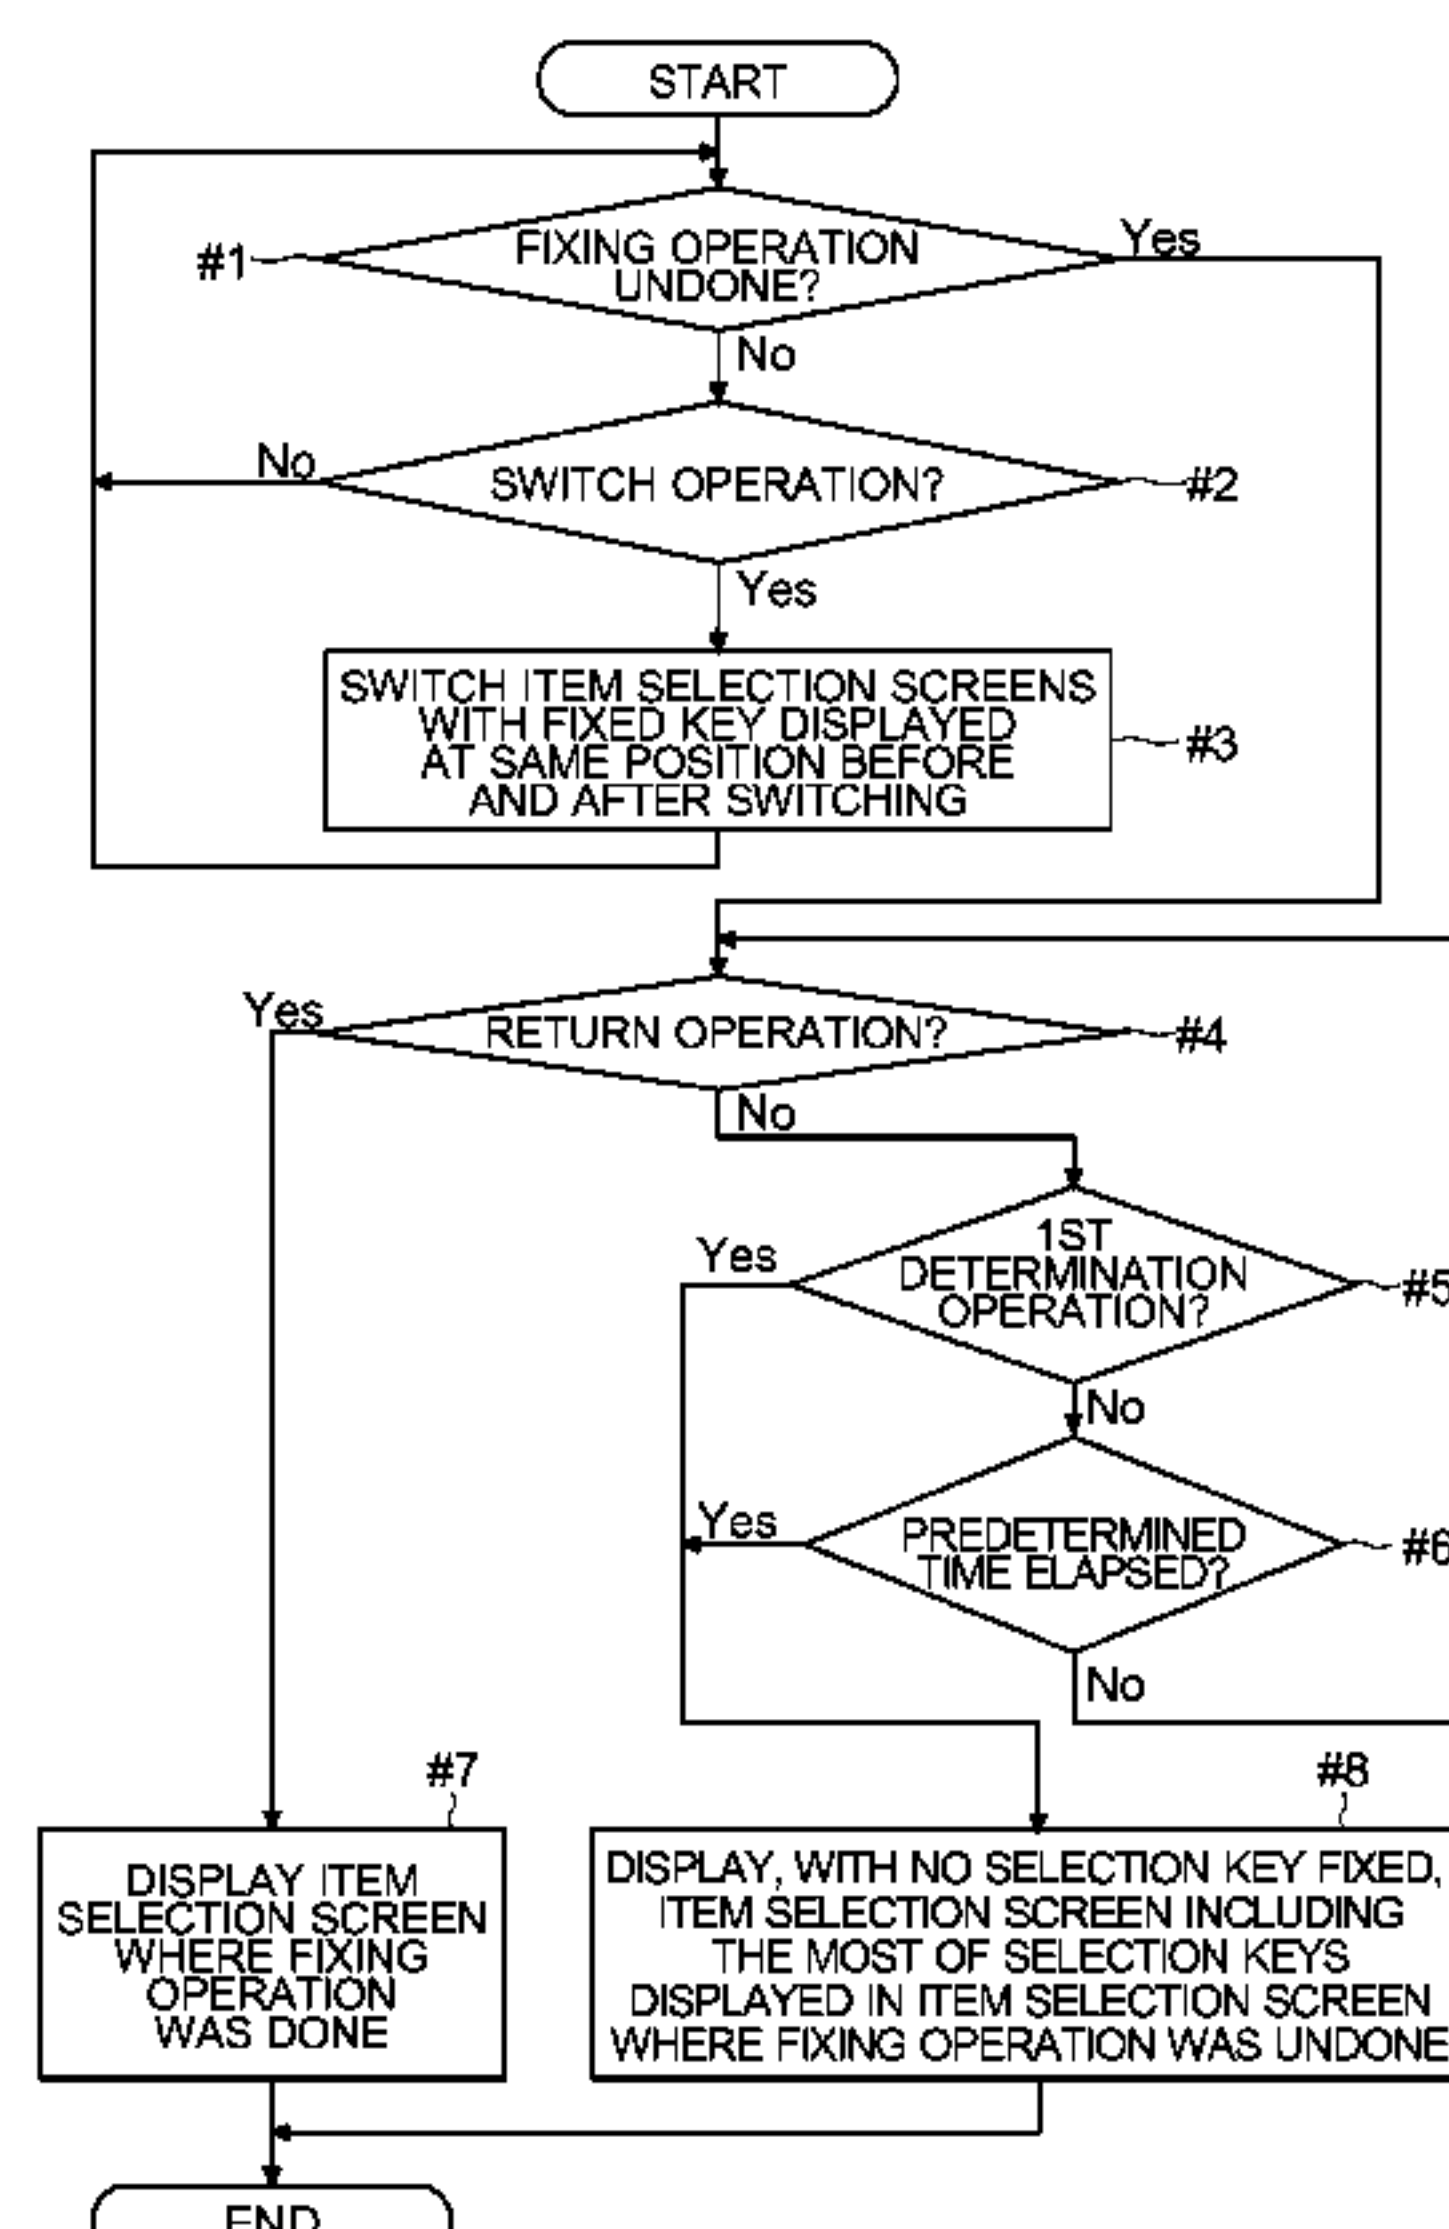 START
#1
FIXING OPERATION
UNDONE?
Yes
No
No
SWITCH OPERATION?
#2
Yes
SWITCH ITEM SELECTION SCREENS
WITH FIXED KEY DISPLAYED
AT SAME POSITION BEFORE
AND AFTER SWITCHING
#3
Yes
RETURN OPERATION?
#4
No
Yes
1ST
DETERMINATION
OPERATION?
#5
No
Yes
PREDETERMINED
TIME ELAPSED?
#6
No
#7
DISPLAY ITEM
SELECTION SCREEN
WHERE FIXING
OPERATION
WAS DONE
#8
DISPLAY, WITH NO SELECTION KEY FIXED,
ITEM SELECTION SCREEN INCLUDING
THE MOST OF SELECTION KEYS
DISPLAYED IN ITEM SELECTION SCREEN
WHERE FIXING OPERATION WAS UNDONE
END